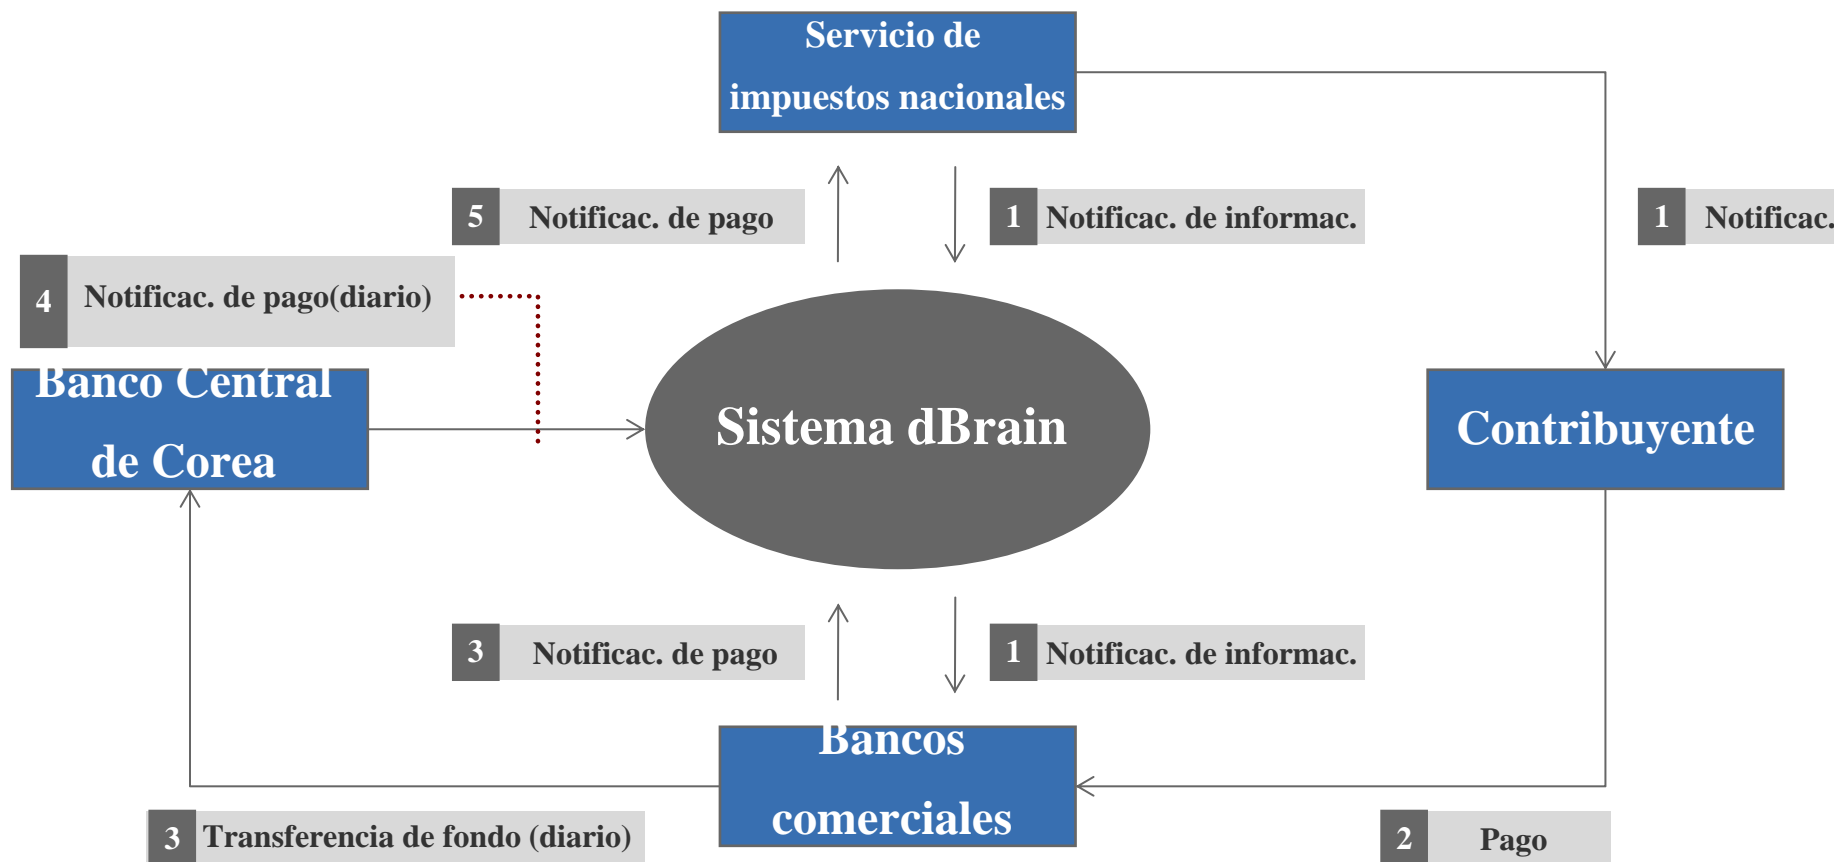 Servicio de
impuestos nacionales
5 Notificac. de pago
1 Notificac. de informac.
1 Notificac.
4 Notificac. de pago(diario)
Banco Central
de Corea
Sistema dBrain
Contribuyente
3 Notificac. de pago
1 Notificac. de informac.
Bancos
comerciales
3 Transferencia de fondo (diario)
2 Pago